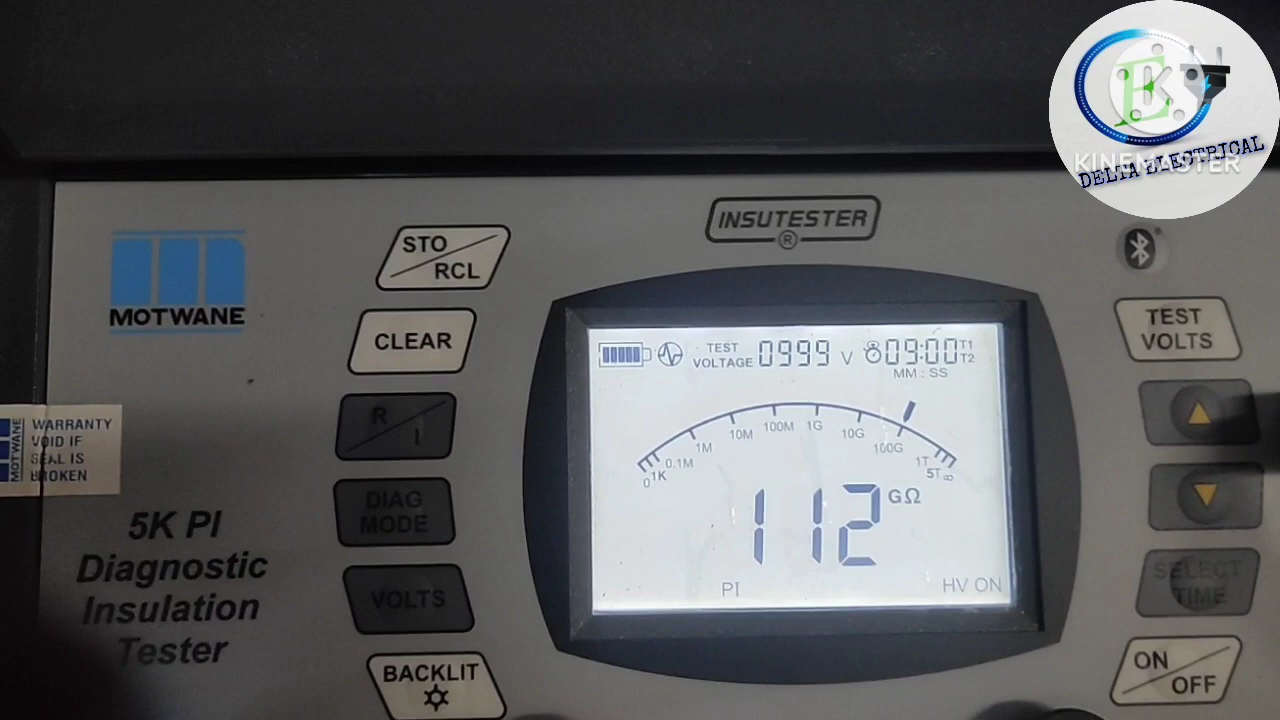 KINEMASTER
DELTA ELECTRICAL
INSUTESTER
®
STO
RCL
MOTWANE
CLEAR
TEST
VOLTS
TEST
VOLTAGE 0999 V 09:00 T1
T2
MM : SS
R
I
0 1K 0.1M 1M 10M 100M 1G 10G 100G 1T 5T ∞
WARRANTY
VOID IF
SEAL IS
BROKEN
MOTWANE
112 GΩ
DIAG
MODE
5K PI
Diagnostic
Insulation
Tester
VOLTS
SELECT
TIME
PI
HV ON
BACKLIT
ON
OFF